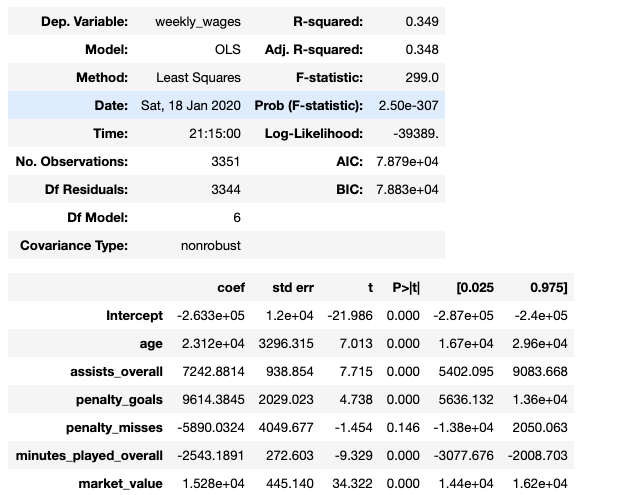 Dep. Variable: weekly_wages R-squared: 0.349
Model: OLS Adj. R-squared: 0.348
Method: Least Squares F-statistic: 299.0
Date: Sat, 18 Jan 2020 Prob (F-statistic): 2.50e-307
Time: 21:15:00 Log-Likelihood: -39389.
No. Observations: 3351 AIC: 7.879e+04
Df Residuals: 3344 BIC: 7.883e+04
Df Model: 6
Covariance Type: nonrobust
coef std err t P>|t| [0.025 0.975]
Intercept -2.633e+05 1.2e+04 -21.986 0.000 -2.87e+05 -2.4e+05
age 2.312e+04 3296.315 7.013 0.000 1.67e+04 2.96e+04
assists_overall 7242.8814 938.854 7.715 0.000 5402.095 9083.668
penalty_goals 9614.3845 2029.023 4.738 0.000 5636.132 1.36e+04
penalty_misses -5890.0324 4049.677 -1.454 0.146 -1.38e+04 2050.063
minutes_played_overall -2543.1891 272.603 -9.329 0.000 -3077.676 -2008.703
market_value 1.528e+04 445.140 34.322 0.000 1.44e+04 1.62e+04